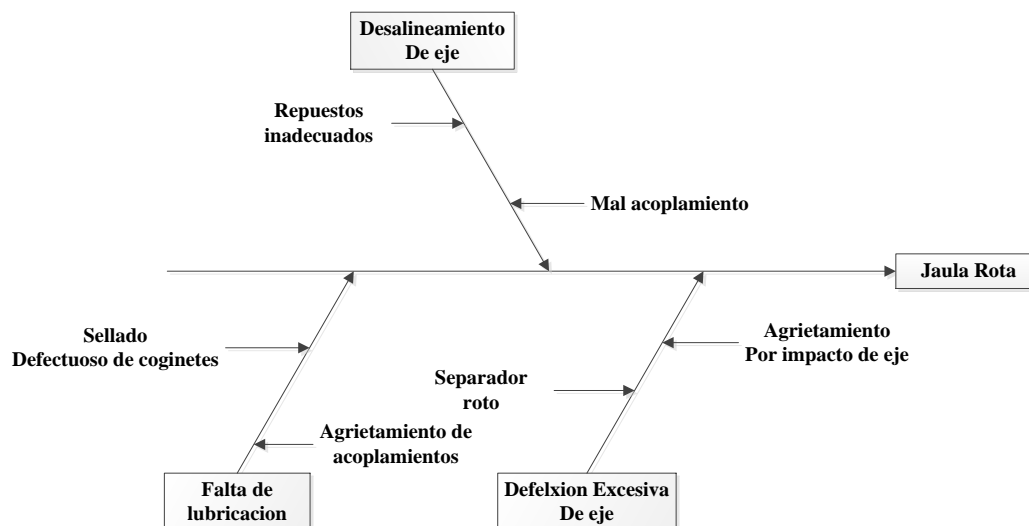 Desalineamiento
De eje
Repuestos
inadecuados
Mal acoplamiento
Jaula Rota
Sellado
Defectuoso de coginetes
Agrietamiento
Por impacto de eje
Separador
roto
Agrietamiento de
acoplamientos
Falta de
lubricacion
Defelxion Excesiva
De eje